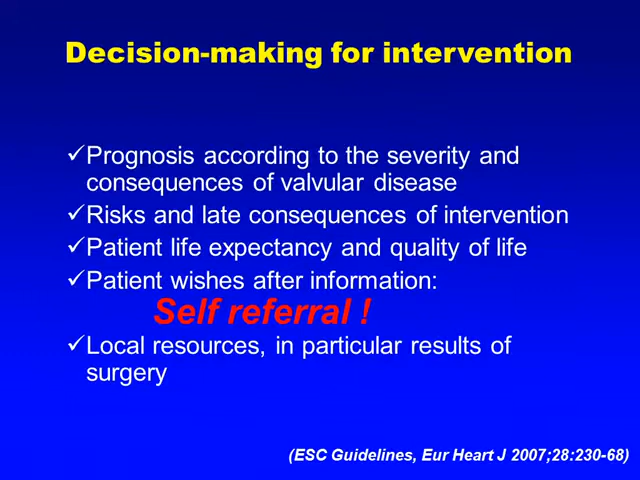 Decision-making for intervention
✓Prognosis according to the severity and
consequences of valvular disease
✓Risks and late consequences of intervention
✓Patient life expectancy and quality of life
✓Patient wishes after information:
Self referral !
✓Local resources, in particular results of
surgery
(ESC Guidelines, Eur Heart J 2007;28:230-68)